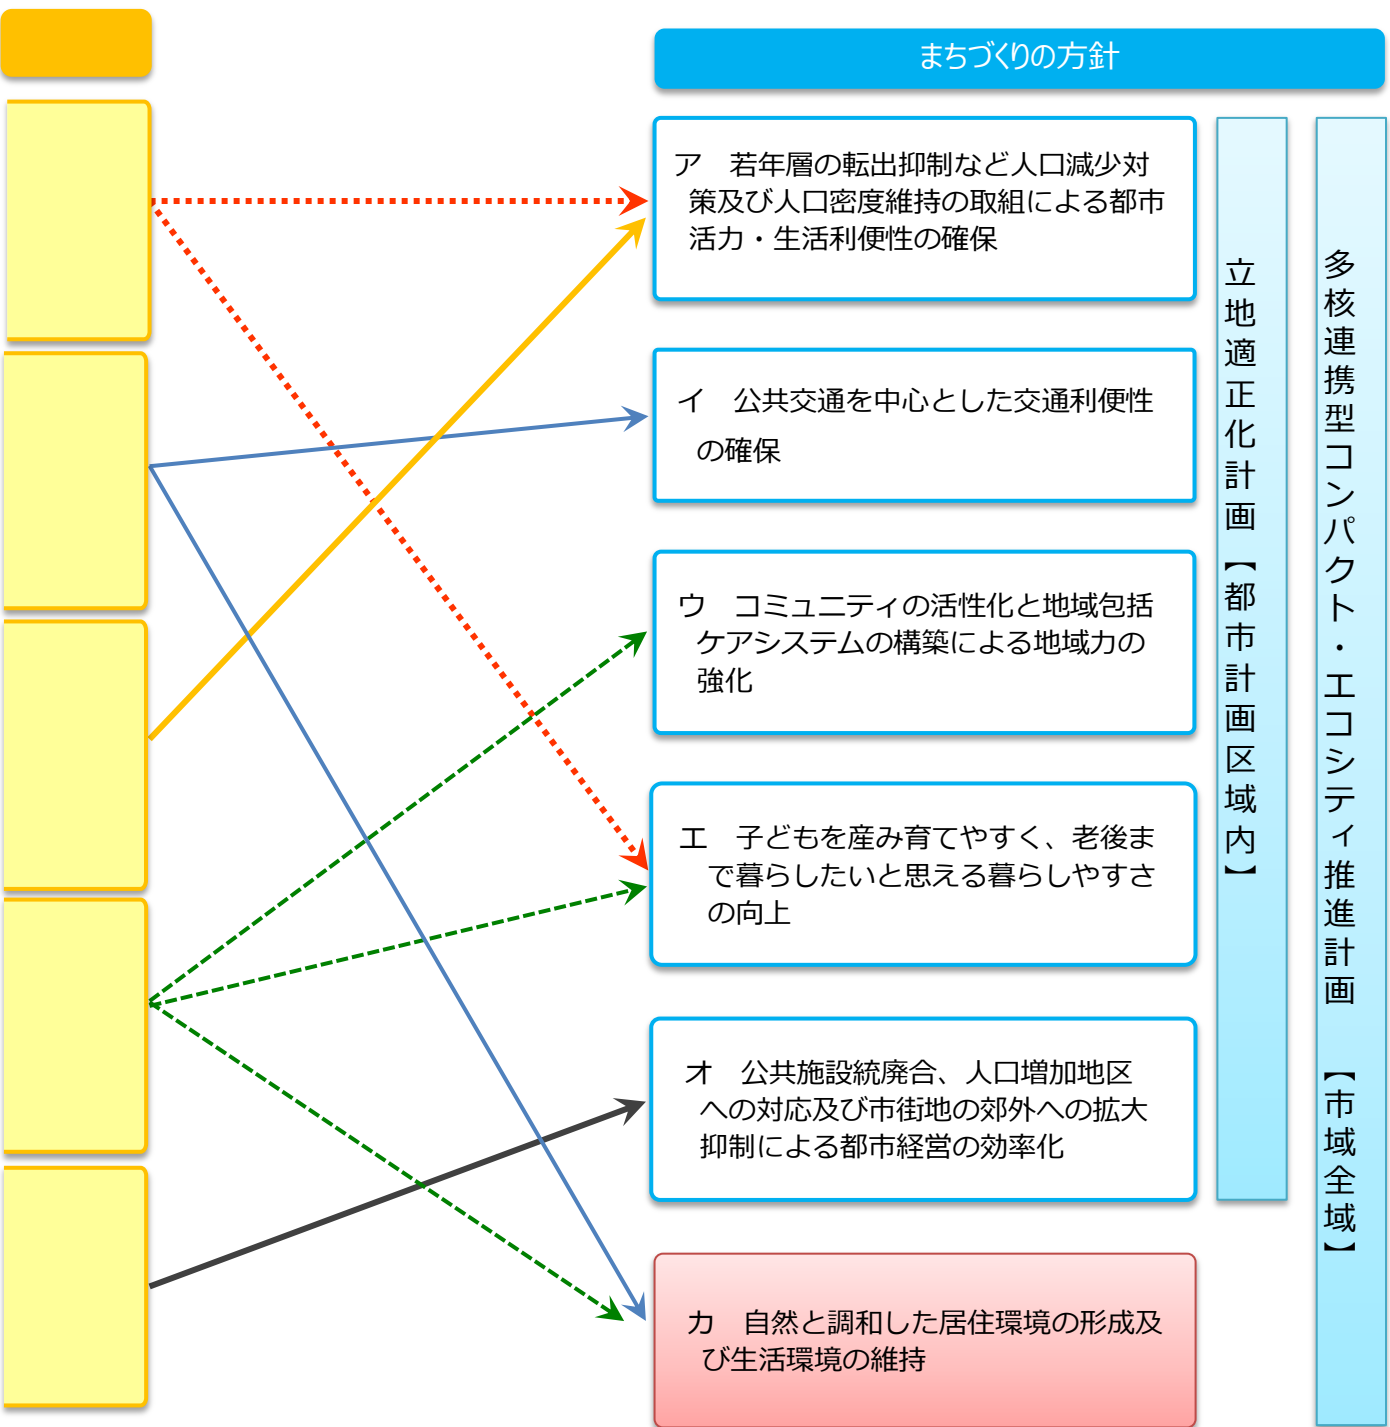 まちづくりの方針
ア　若年層の転出抑制など人口減少対
策及び人口密度維持の取組による都市
活力・生活利便性の確保
イ　公共交通を中心とした交通利便性
の確保
ウ　コミュニティの活性化と地域包括
ケアシステムの構築による地域力の
強化
エ　子どもを産み育てやすく、老後ま
で暮らしたいと思える暮らしやすさ
の向上
オ　公共施設統廃合、人口増加地区
への対応及び市街地の郊外への拡大
抑制による都市経営の効率化
カ　自然と調和した居住環境の形成及
び生活環境の維持
立地適正化計画【都市計画区域内】
多核連携型コンパクト・エコシティ推進計画　【市域全域】